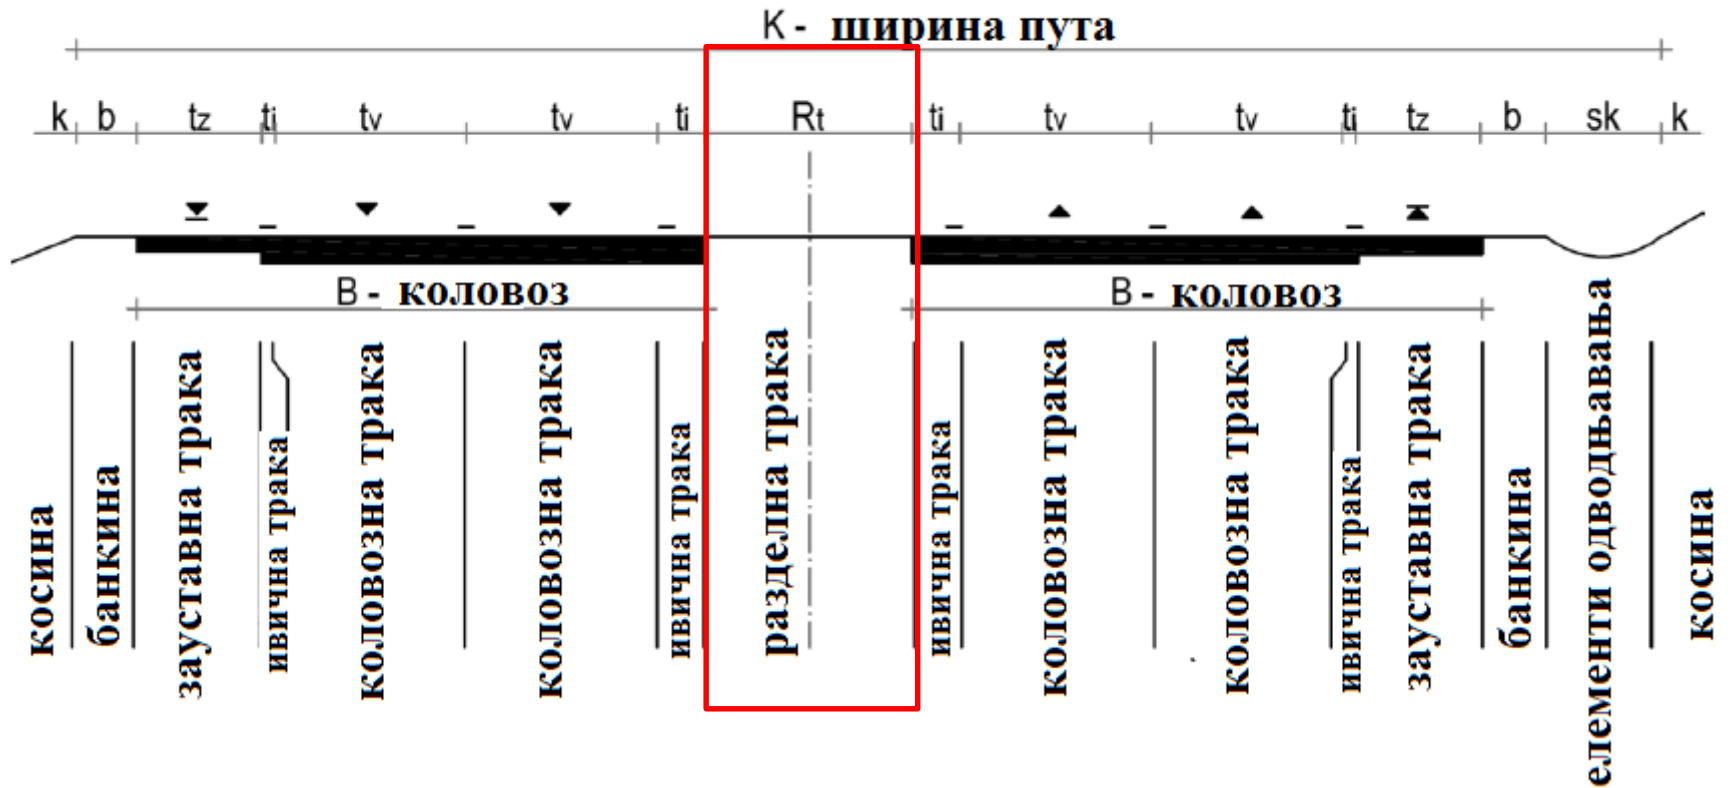 K - ширина пута
k b tz ti tv tv ti Rt ti tv tv ti tz b sk k
B - коловоз
B - коловоз
косина
банкина
зауставна трака
ивична трака
коловозна трака
коловозна трака
ивична трака
разделна трака
ивична трака
коловозна трака
коловозна трака
ивична трака
зауставна трака
банкина
елементи одводњавања
косина